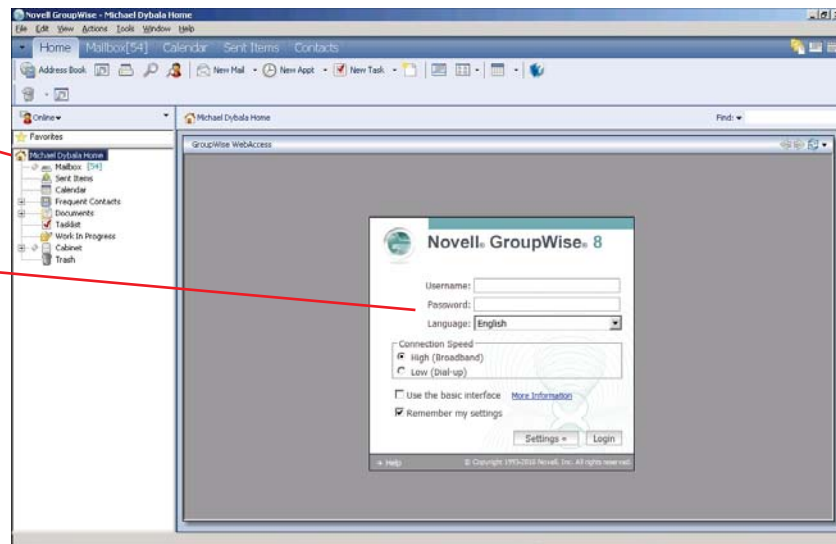 Novell GroupWise - Michael Dybala Home
File Edit View Actions Tools Window Help
Home Mailbox[54] Calendar Sent Items Contacts
Address Book New Mail New Appt New Task
Online Michael Dybala Home Find:
Favorites
GroupWise WebAccess
Michael Dybala Home
Mailbox [54]
Sent Items
Calendar
Frequent Contacts
Documents
Tasklist
Work In Progress
Cabinet
Trash
Novell® GroupWise® 8
Username:
Password:
Language: English
Connection Speed
High (Broadband)
Low (Dial-up)
Use the basic interface More Information
Remember my settings
Settings « Login
Help © Copyright 1993-2010 Novell, Inc. All rights reserved.